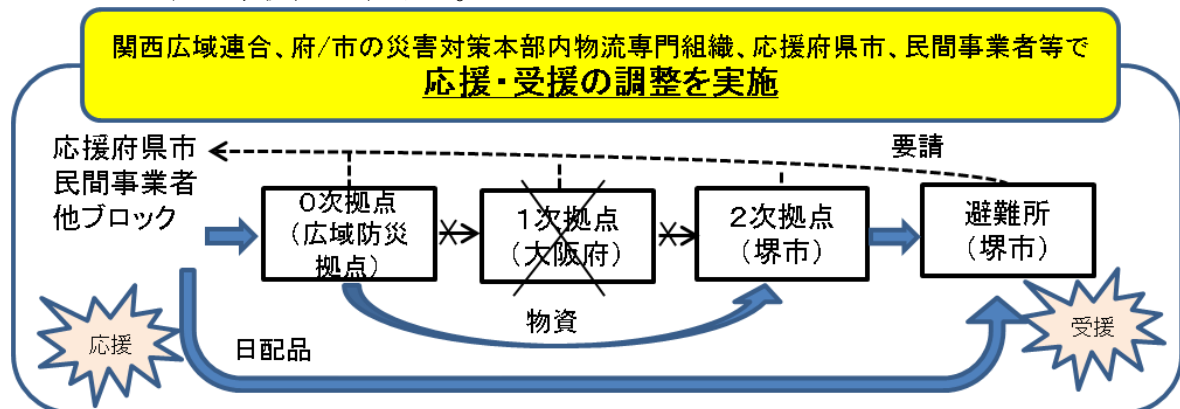 関西広域連合、府/市の災害対策本部内物流専門組織、応援府県市、民間事業者等で
応援・受援の調整を実施
応援府県市
民間事業者
他ブロック
要請
0次拠点
(広域防災
拠点)
1次拠点
(大阪府)
2次拠点
(堺市)
避難所
(堺市)
物資
応援
日配品
受援